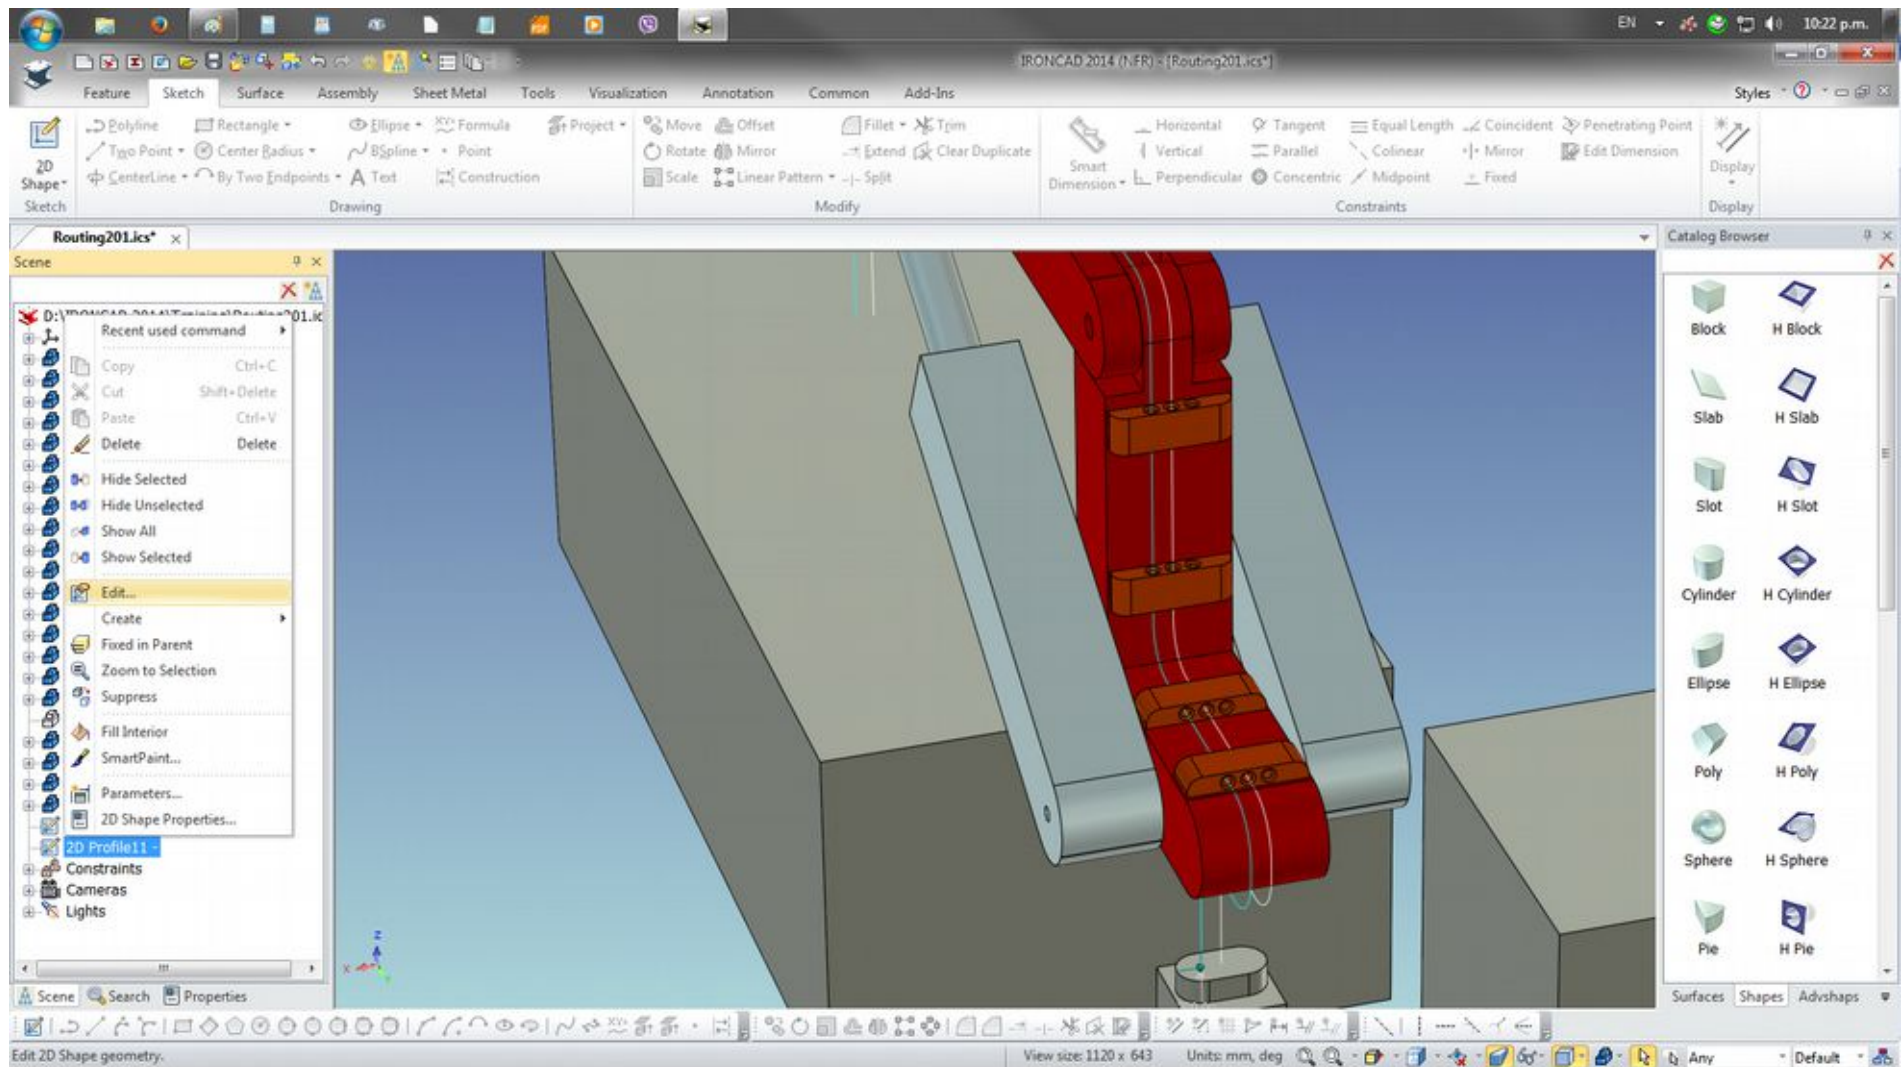 EN 10:22 p.m.
IRONCAD 2014 (NFR) - [Routing201.ics*]
Feature Sketch Surface Assembly Sheet Metal Tools Visualization Annotation Common Add-Ins Styles
Polyline Rectangle Ellipse Formula Project Move Offset Fillet Trim Horizontal Tangent Equal Length Coincident Penetrating Point
Two Point Center Radius BSpline Point Rotate Mirror Extend Clear Duplicate Vertical Parallel Colinear Mirror Edit Dimension
2D Shape CenterLine By Two Endpoints Text Construction Scale Linear Pattern Split Smart Dimension Perpendicular Concentric Midpoint Fixed Display
Sketch Drawing Modify Constraints Display
Routing201.ics*
Catalog Browser
Scene
Recent used command
Copy Ctrl+C
Cut Shift+Delete
Paste Ctrl+V
Delete Delete
Hide Selected
Hide Unselected
Show All
Show Selected
Edit...
Create
Fixed in Parent
Zoom to Selection
Suppress
Fill Interior
SmartPaint...
Parameters...
2D Shape Properties...
2D Profile11 -
Constraints
Cameras
Lights
Z
X
Block H Block
Slab H Slab
Slot H Slot
Cylinder H Cylinder
Ellipse H Ellipse
Poly H Poly
Sphere H Sphere
Pie H Pie
Scene Search Properties
Surfaces Shapes Advshaps
Edit 2D Shape geometry. View size: 1120 x 643 Units: mm, deg Any Default